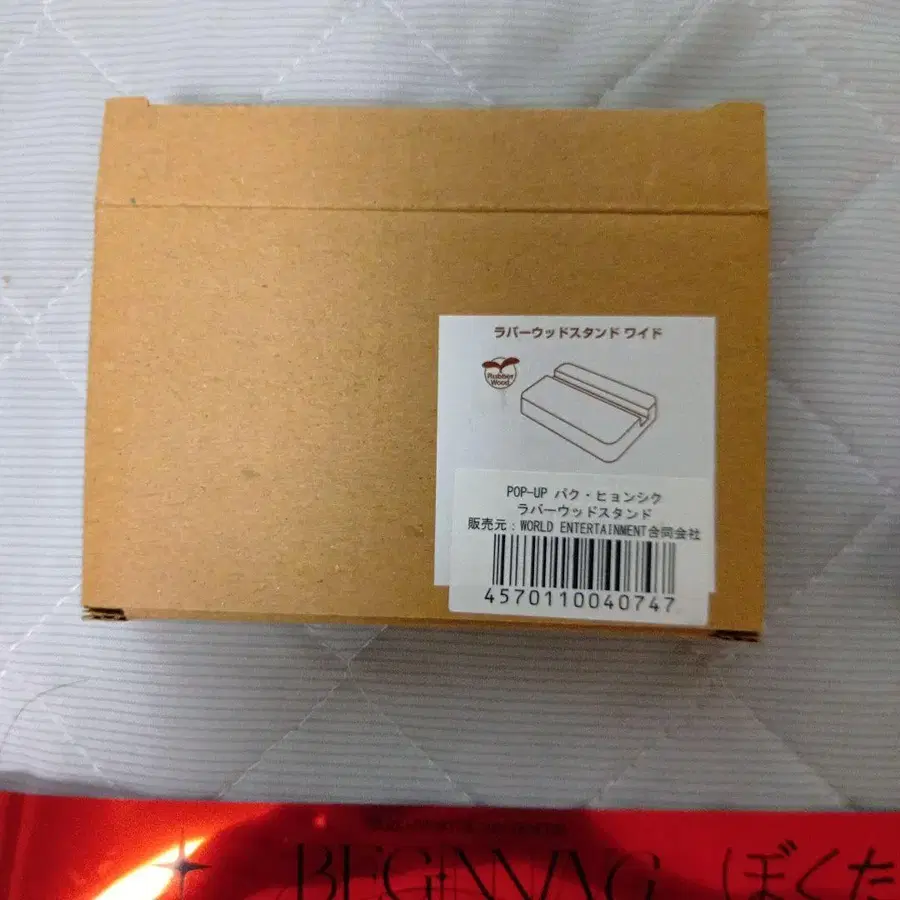 ラバーウッドスタンド ワイド
Rubber
Wood
POP-UP パク・ヒョンシク
ラバーウッドスタンド
販売元：WORLD ENTERTAINMENT合同会社
4570110040747
ぼくた